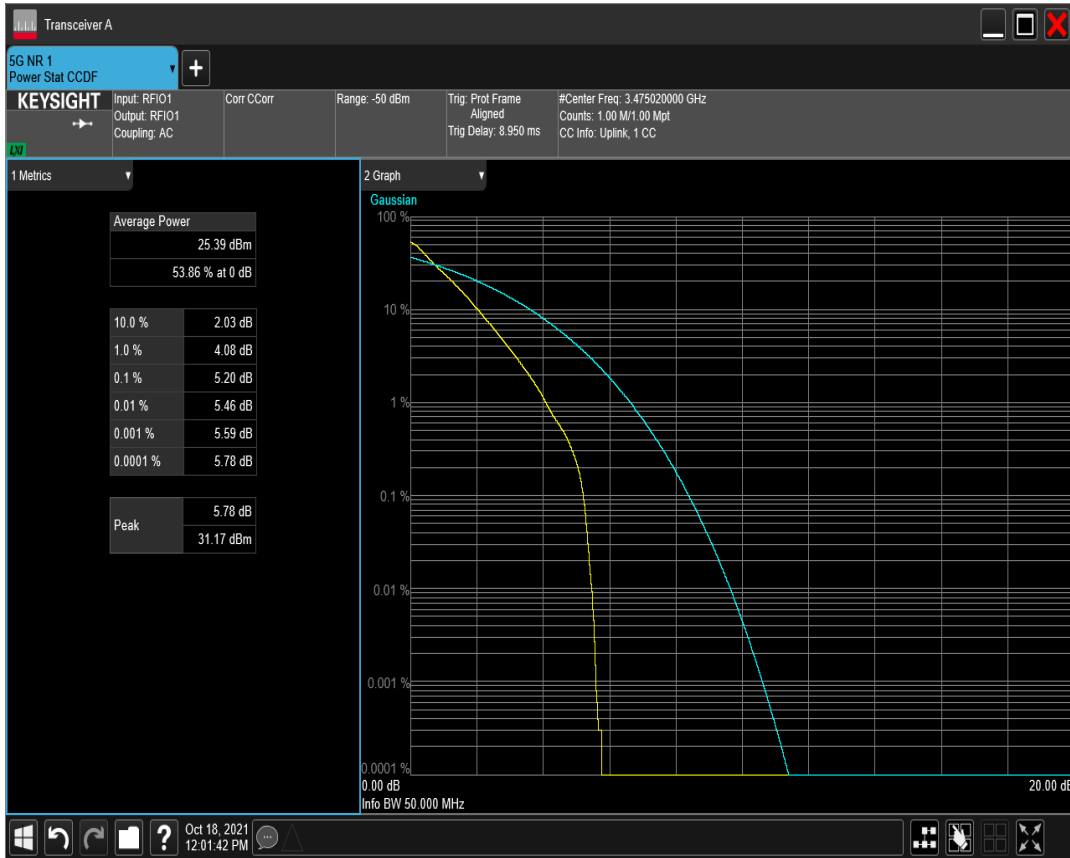 Transceiver A
5G NR 1
Power Stat CCDF
KEYSIGHT
LXI
Input: RFIO1
Output: RFIO1
Coupling: AC
Corr CCorr
Range: -50 dBm
Trig: Prot Frame
Aligned
Trig Delay: 8.950 ms
#Center Freq: 3.475020000 GHz
Counts: 1.00 M/1.00 Mpt
CC Info: Uplink, 1 CC
1 Metrics
Average Power
25.39 dBm
53.86 % at 0 dB
10.0 % 2.03 dB
1.0 % 4.08 dB
0.1 % 5.20 dB
0.01 % 5.46 dB
0.001 % 5.59 dB
0.0001 % 5.78 dB
Peak
5.78 dB
31.17 dBm
2 Graph
Gaussian
100 %
10 %
1 %
0.1 %
0.01 %
0.001 %
0.0001 %
0.00 dB 20.00 dB
Info BW 50.000 MHz
Oct 18, 2021
12:01:42 PM